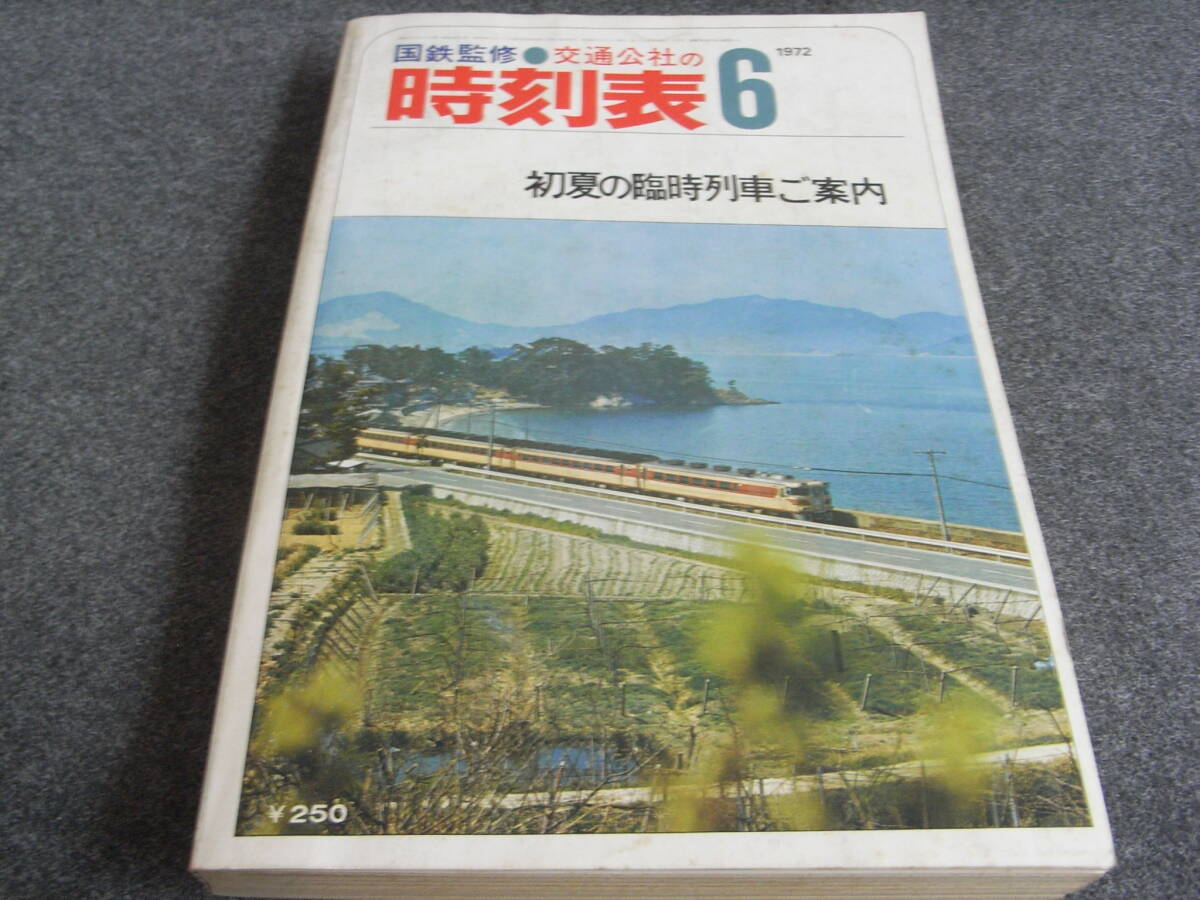 国鉄監修●交通公社の
時刻表6 1972
初夏の臨時列車ご案内
¥250